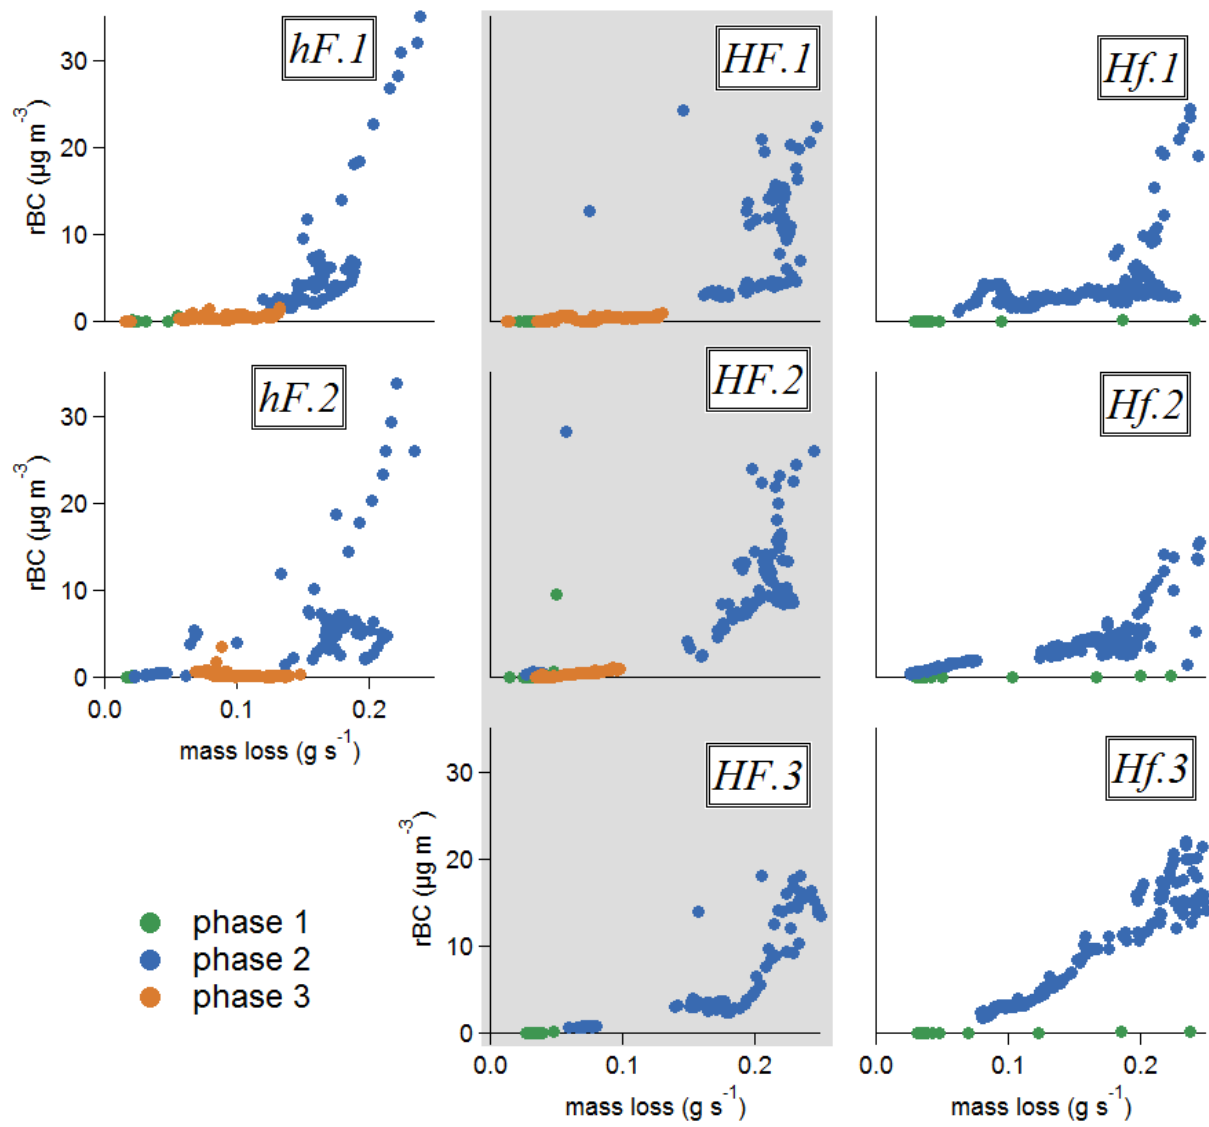 hF.1
HF.1
Hf.1
rBC (µg m-3)
30
20
10
0
hF.2
HF.2
Hf.2
rBC (µg m-3)
30
20
10
0
0.0 0.1 0.2
mass loss (g s-1)
HF.3
Hf.3
rBC (µg m-3)
30
20
10
0
0.0 0.1 0.2
mass loss (g s-1)
0.0 0.1 0.2
mass loss (g s-1)
phase 1
phase 2
phase 3